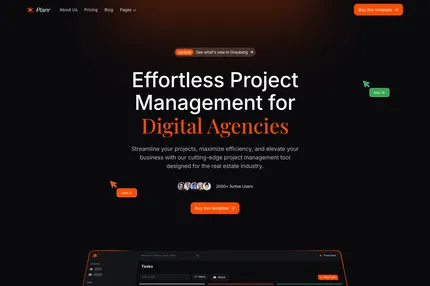 Planr
About Us
Pricing
Blog
Pages
Buy this template →
Update
See what's new in Grauberg →
Effortless Project
Management for
Digital Agencies
Streamline your projects, maximize efficiency, and elevate your
business with our cutting-edge project management tool
designed for the real estate industry.
2000+ Active Users
Buy this template →
Tasks